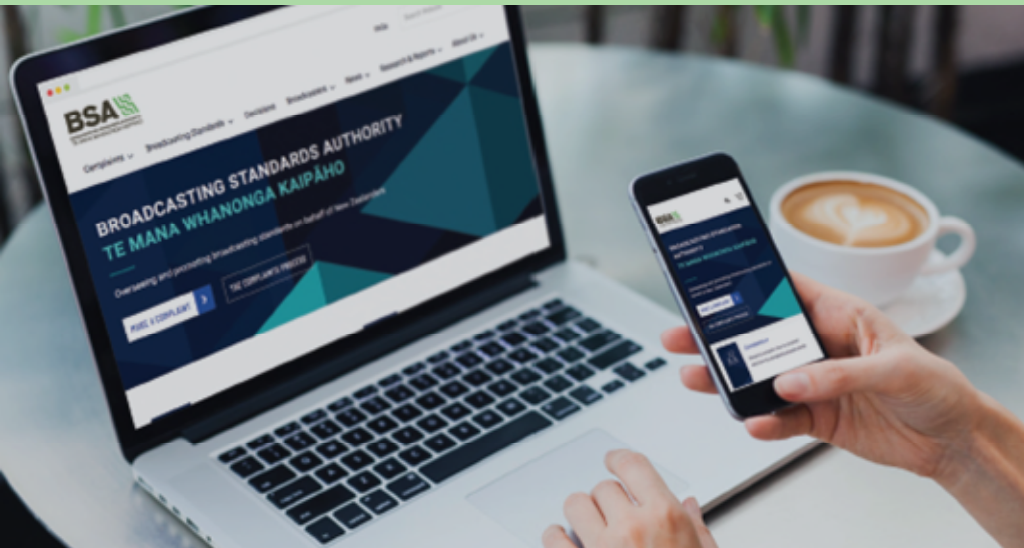 BSA
Complaints
Broadcasting Standards
Decisions
Broadcasters
News
Research & Reports
About Us
BROADCASTING STANDARDS AUTHORITY
TE MANA WHANONGA KAIPĀHO
Overseeing and promoting broadcasting standards on behalf of New Zealanders
MAKE A COMPLAINT
THE COMPLAINTS PROCESS
BSA
BROADCASTING STANDARDS
AUTHORITY
TE MANA WHANONGA KAIPĀHO